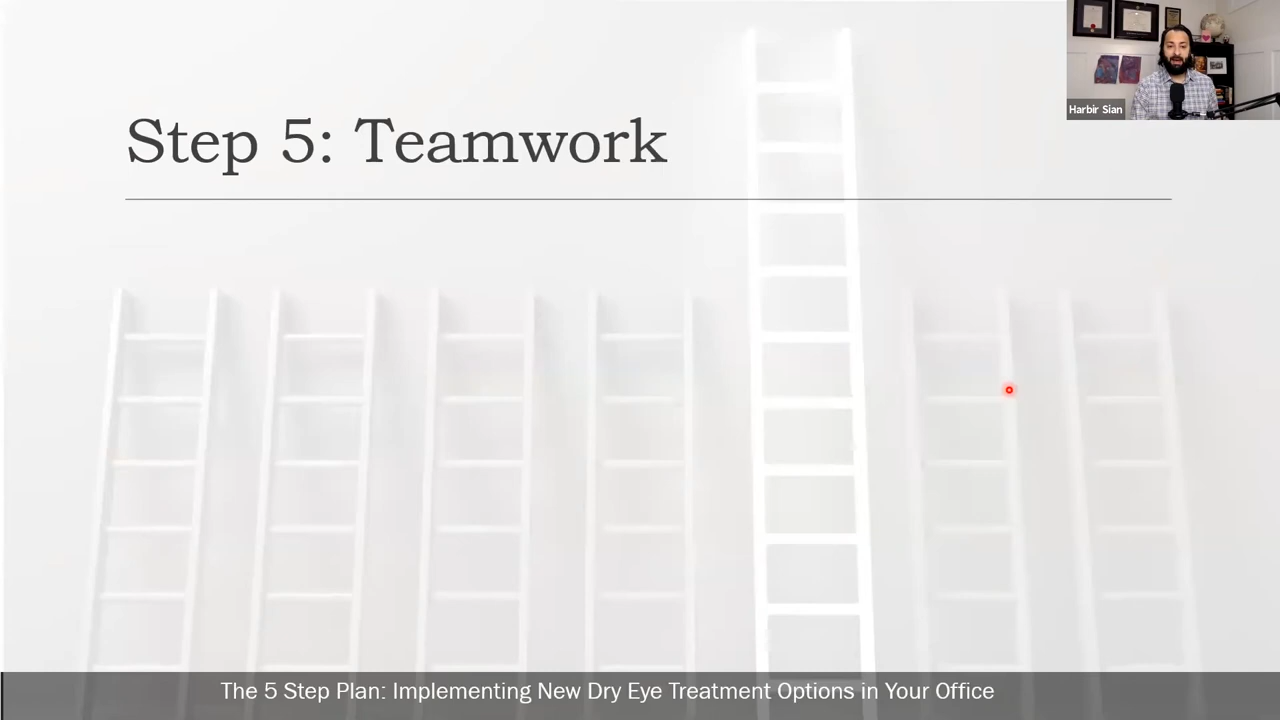 Step 5: Teamwork
Harbir Sian
The 5 Step Plan: Implementing New Dry Eye Treatment Options in Your Office